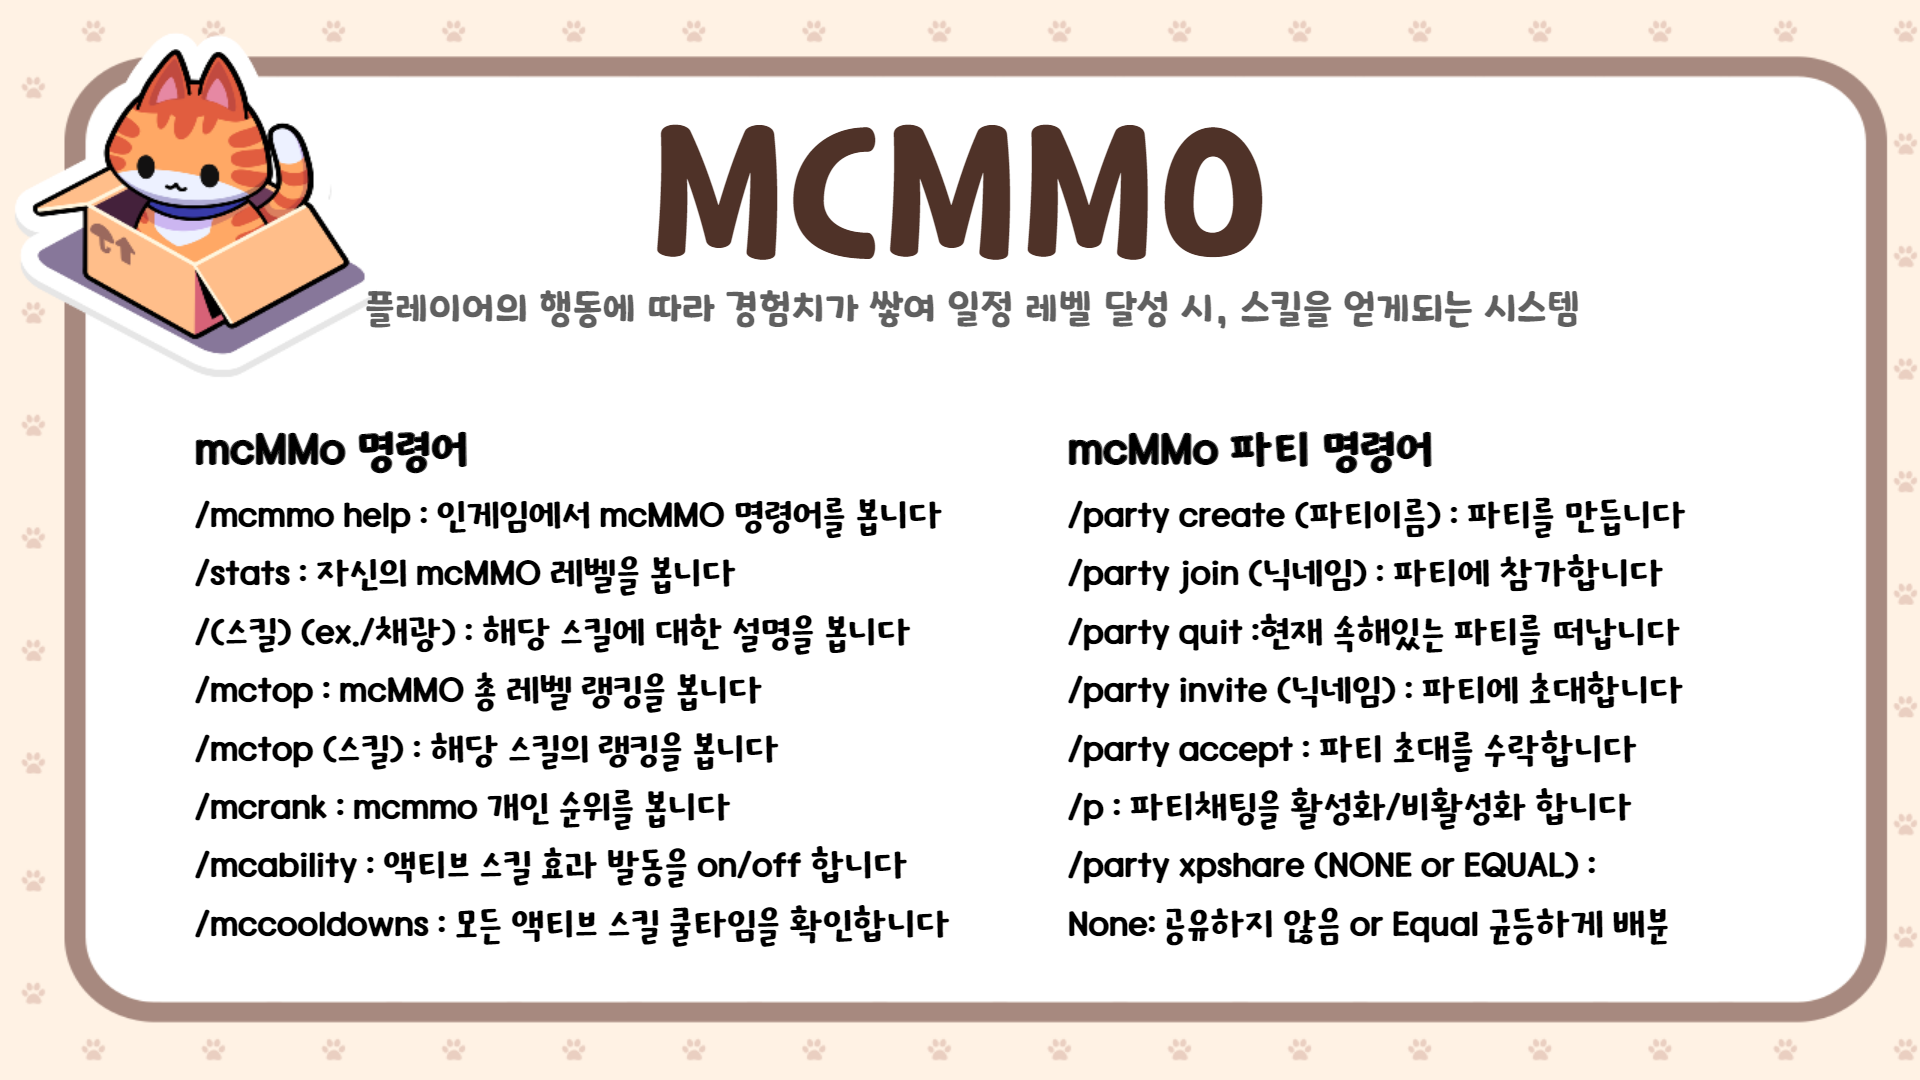 MCMMO
플레이어의 행동에 따라 경험치가 쌓여 일정 레벨 달성 시, 스킬을 얻게되는 시스템
mcMMo 명령어
/mcmmo help : 인게임에서 mcMMO 명령어를 봅니다
/stats : 자신의 mcMMO 레벨을 봅니다
/(스킬) (ex./채광) : 해당 스킬에 대한 설명을 봅니다
/mctop : mcMMO 총 레벨 랭킹을 봅니다
/mctop (스킬) : 해당 스킬의 랭킹을 봅니다
/mcrank : mcmmo 개인 순위를 봅니다
/mcability : 액티브 스킬 효과 발동을 on/off 합니다
/mccooldowns : 모든 액티브 스킬 쿨타임을 확인합니다
mcMMo 파티 명령어
/party create (파티이름) : 파티를 만듭니다
/party join (닉네임) : 파티에 참가합니다
/party quit :현재 속해있는 파티를 떠납니다
/party invite (닉네임) : 파티에 초대합니다
/party accept : 파티 초대를 수락합니다
/p : 파티채팅을 활성화/비활성화 합니다
/party xpshare (NONE or EQUAL) :
None: 공유하지 않음 or Equal 균등하게 배분